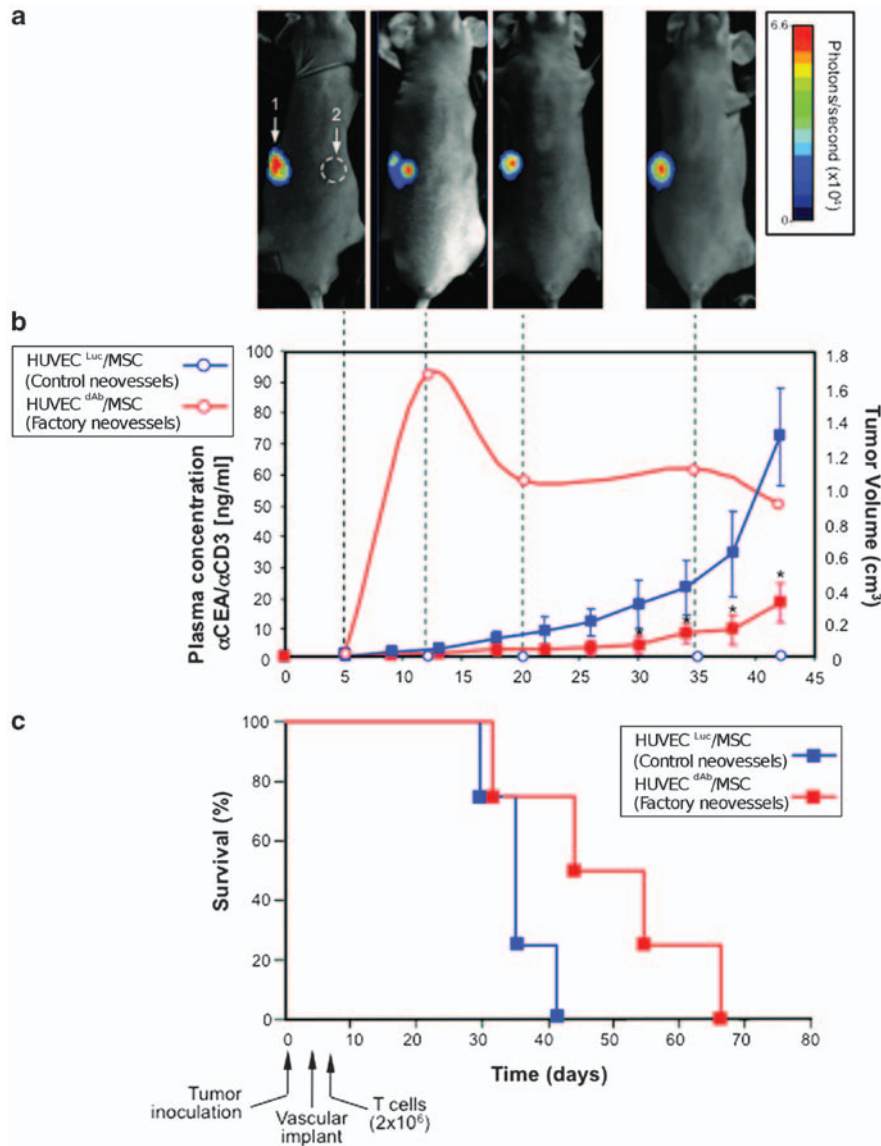 a
1
2
6.6
0
Photons/second (x10⁴)
b
HUVEC Luc/MSC
(Control neovessels)
HUVEC dAb/MSC
(Factory neovessels)
Plasma concentration
αCEA/αCD3 [ng/ml]
100
90
80
70
60
50
40
30
20
10
0
1.8
1.6
1.4
1.2
1.0
0.8
0.6
0.4
0.2
0
Tumor Volume (cm³)
* * * *
0 5 10 15 20 25 30 35 40 45
c
HUVEC Luc/MSC
(Control neovessels)
HUVEC dAb/MSC
(Factory neovessels)
Survival (%)
100
80
60
40
20
0
0 10 20 30 40 50 60 70 80
Time (days)
Tumor
inoculation
Vascular
implant
T cells
(2x10⁶)